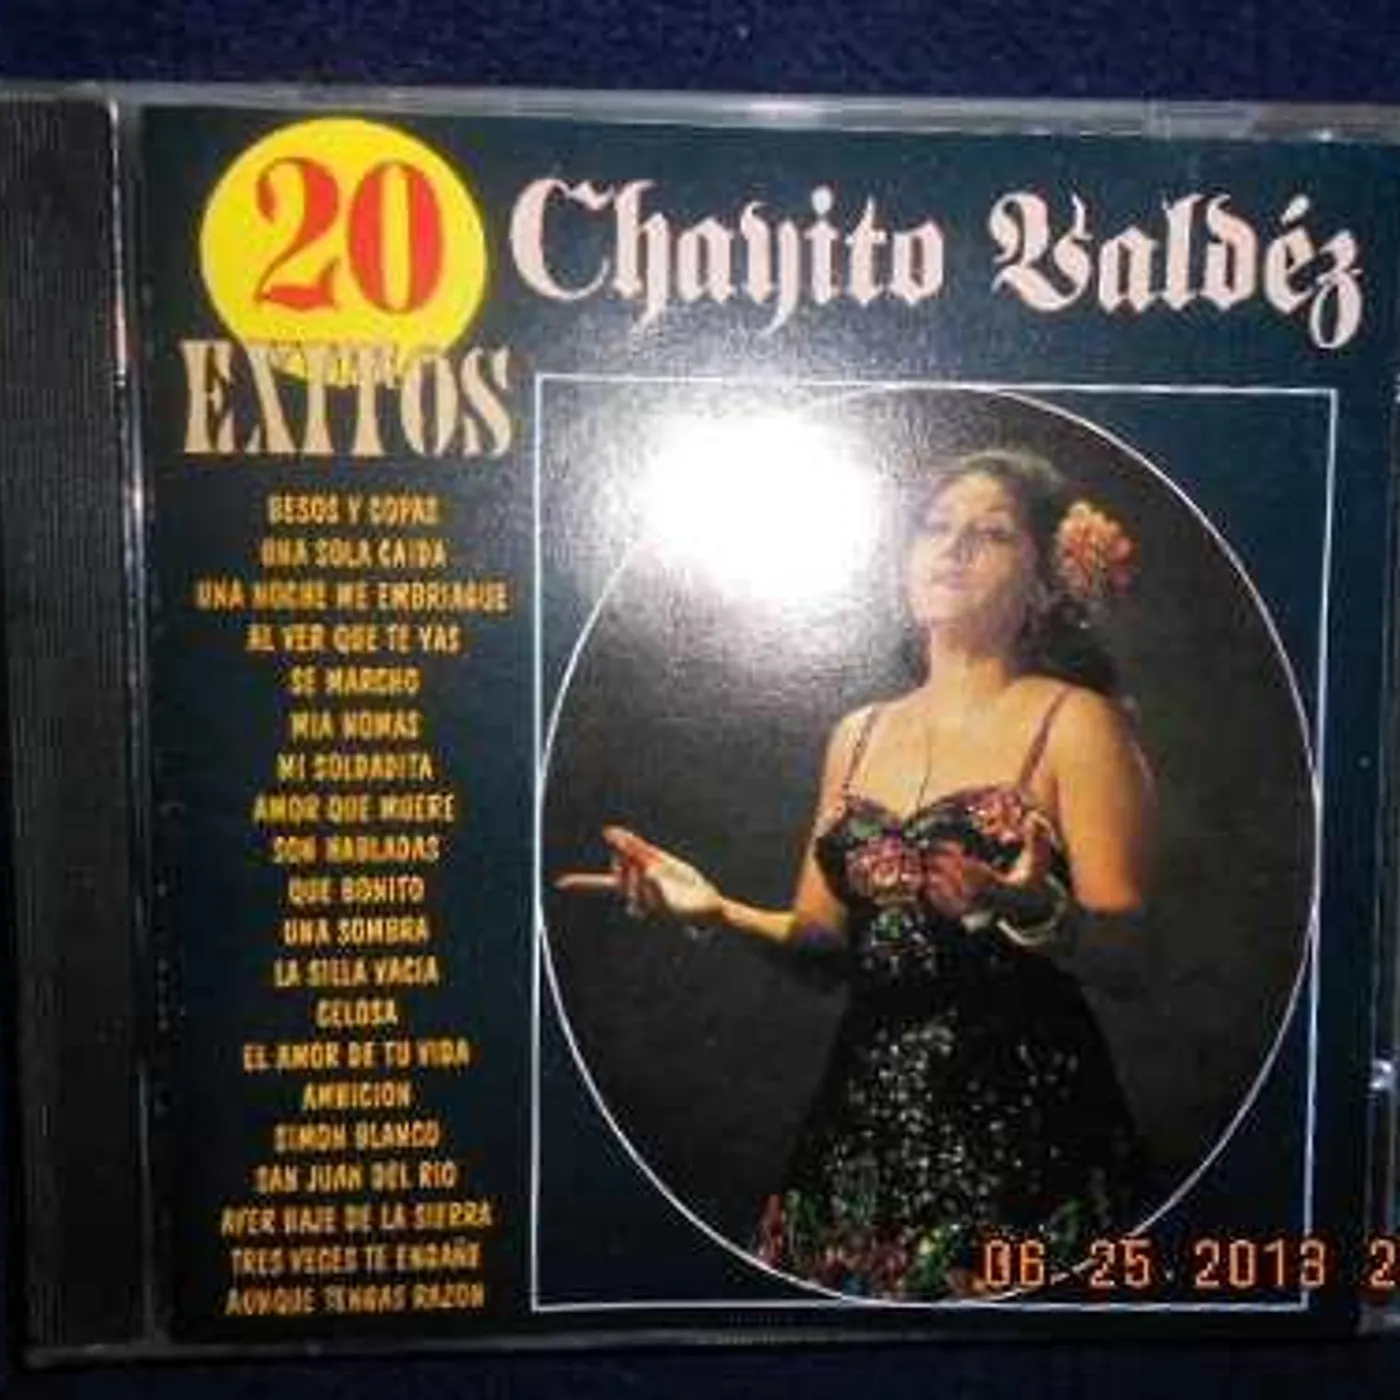 20
EXITOS
Chayito Valdéz
BESOS Y COPAS
UNA SOLA CAIDA
UNA NOCHE ME EMBRIAGUE
AL VER QUE TE VAS
SE MARCHO
MIA NOMAS
MI SOLDADITA
AMOR QUE MUERE
SON HABLADAS
QUE BONITO
UNA SOMBRA
LA SILLA VACIA
CELOSA
EL AMOR DE TU VIDA
AMBICION
SIMON BLANCO
SAN JUAN DEL RIO
AYER BAJE DE LA SIERRA
TRES VECES TE ENGAÑE
AUNQUE TENGAS RAZON
06 25 2013 2